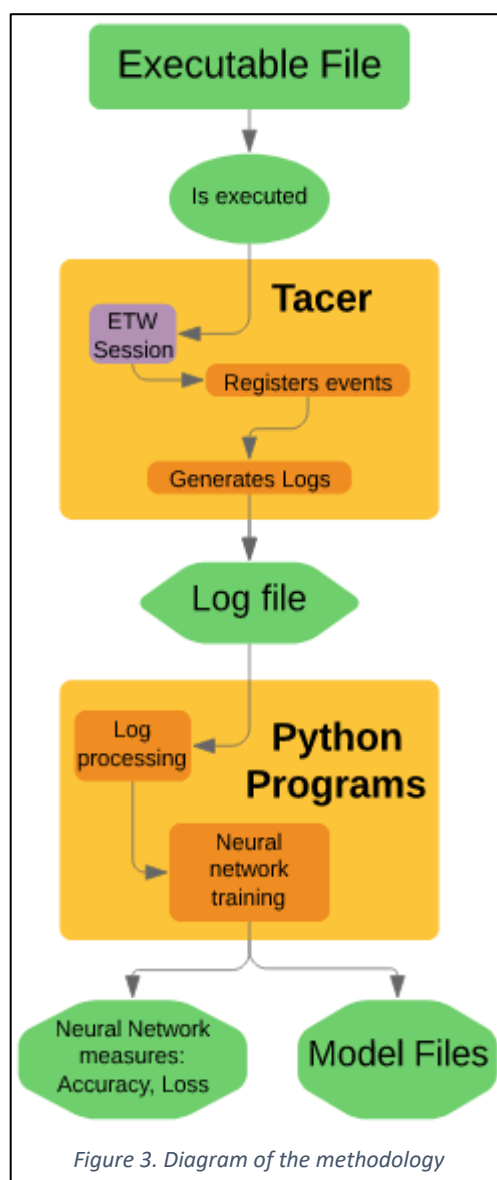 Executable File
Is executed
Tacer
ETW
Session
Registers events
Generates Logs
Log file
Log
processing
Python
Programs
Neural
network
training
Neural Network
measures:
Accuracy, Loss
Model Files
Figure 3. Diagram of the methodology